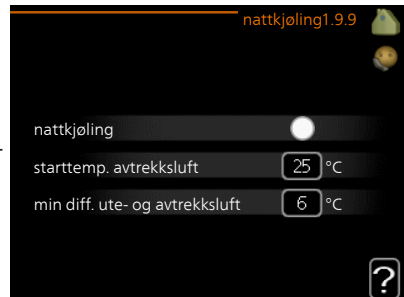 nattkjøling1.9.9
nattkjøling
starttemp. avtrekksluft 25 °C
min diff. ute- og avtrekksluft 6 °C
?